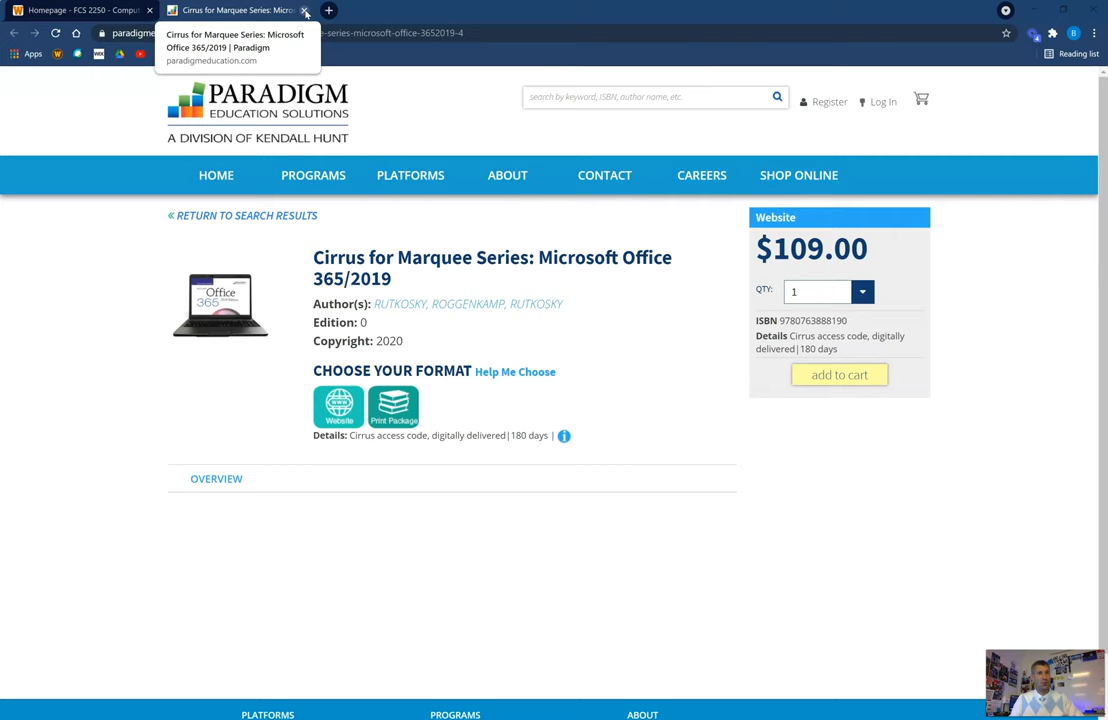 Homepage - FCS 2250 - Comput
Cirrus for Marquee Series: Micros
paradigme
e-series-microsoft-office-3652019-4
B
Apps
Reading list
Cirrus for Marquee Series: Microsoft
Office 365/2019 | Paradigm
paradigmeducation.com
PARADIGM
EDUCATION SOLUTIONS
A DIVISION OF KENDALL HUNT
search by keyword, ISBN, author name, etc.
Register
Log In
HOME
PROGRAMS
PLATFORMS
ABOUT
CONTACT
CAREERS
SHOP ONLINE
« RETURN TO SEARCH RESULTS
Office
365
Cirrus for Marquee Series: Microsoft Office
365/2019
Author(s): RUTKOSKY, ROGGENKAMP, RUTKOSKY
Edition: 0
Copyright: 2020
CHOOSE YOUR FORMAT Help Me Choose
WWW
Website
Print Package
Details: Cirrus access code, digitally delivered|180 days | i
OVERVIEW
Website
$109.00
QTY: 1
ISBN 9780763888190
Details Cirrus access code, digitally
delivered|180 days
add to cart
PLATFORMS
PROGRAMS
ABOUT